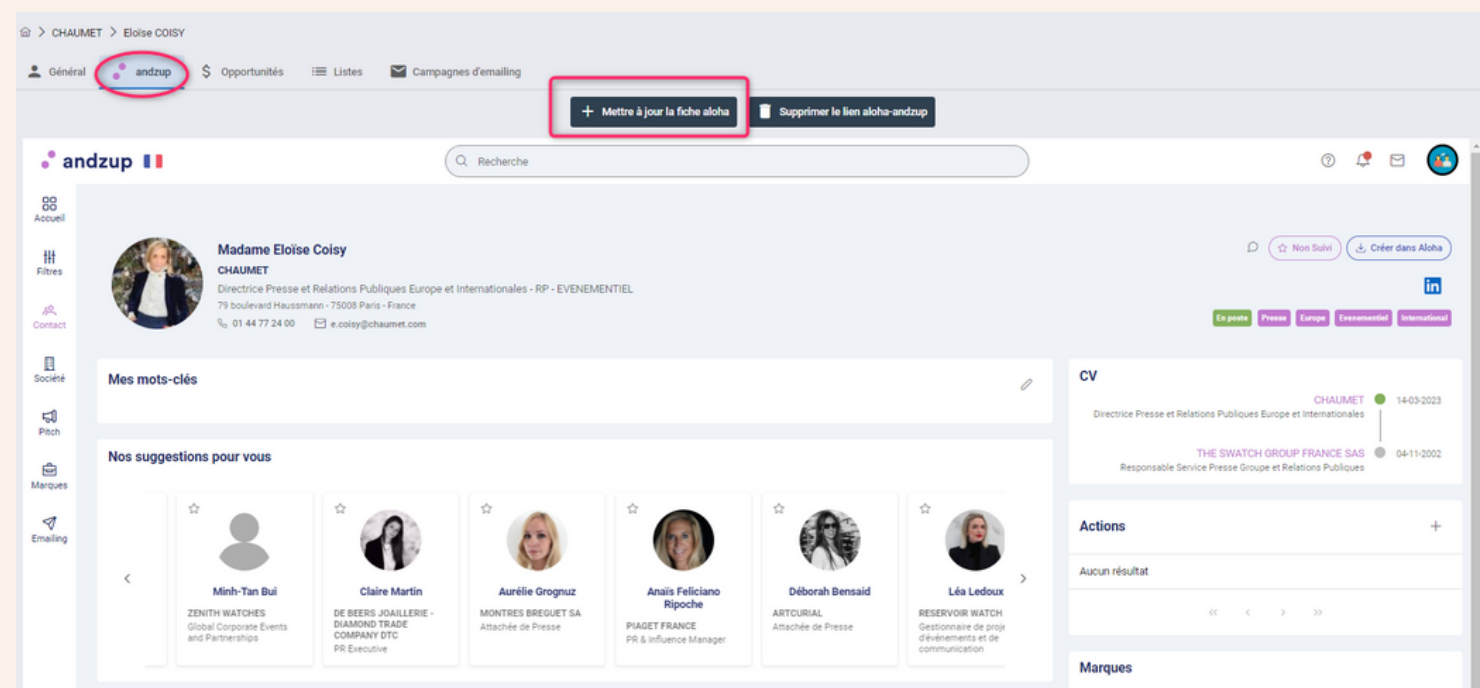 CHAUMET > Eloïse COISY
Général
andzup
$ Opportunités
Listes
Campagnes d'emailing
+ Mettre à jour la fiche aloha
Supprimer le lien aloha-andzup
andzup
Recherche
Accueil
Filtres
Contact
Société
Pitch
Marques
Emailing
Madame Eloïse Coisy
CHAUMET
Directrice Presse et Relations Publiques Europe et Internationales - RP - EVENEMENTIEL
79 boulevard Haussmann - 75008 Paris - France
01 44 77 24 00 e.coisy@chaumet.com
Non Suivi
Créer dans Aloha
in
En poste Presse Europe Evenementiel International
Mes mots-clés
Nos suggestions pour vous
Minh-Tan Bui
ZENITH WATCHES
Global Corporate Events
and Partnerships
Claire Martin
DE BEERS JOAILLERIE -
DIAMOND TRADE
COMPANY DTC
PR Executive
Aurélie Grognuz
MONTRES BREGUET SA
Attachée de Presse
Anaïs Feliciano
Ripoche
PIAGET FRANCE
PR & Influence Manager
Déborah Bensaid
ARTCURIAL
Attachée de Presse
Léa Ledoux
RESERVOIR WATCH
Gestionnaire de proje
d'événements et de
communication
CV
CHAUMET 14-03-2023
Directrice Presse et Relations Publiques Europe et Internationales
THE SWATCH GROUP FRANCE SAS 04-11-2002
Responsable Service Presse Groupe et Relations Publiques
Actions +
Aucun résultat
<< < > >>
Marques